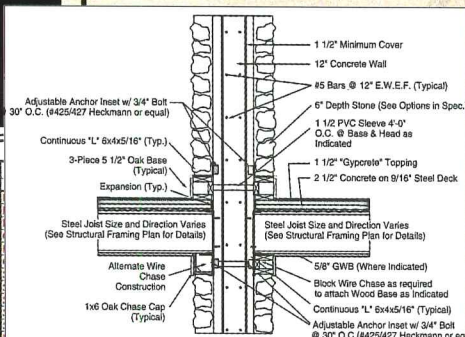 1 1/2" Minimum Cover
12" Concrete Wall
#5 Bars @ 12" E.W.E.F. (Typical)
6" Depth Stone (See Options in Spec.
1 1/2 PVC Sleeve 4'-0"
O.C. @ Base & Head as
Indicated
1 1/2" "Gyprete" Topping
2 1/2" Concrete on 9/16" Steel Deck
Adjustable Anchor Inset w/ 3/4" Bolt
30" O.C. (#425/427 Heckmann or equal)
Continuous "L" 6x4x5/16" (Typ.)
3-Piece 5 1/2" Oak Base
(Typical)
Expansion (Typ.)
Steel Joist Size and Direction Varies
(See Structural Framing Plan for Details)
Steel Joist Size and Direction Varies
(See Structural Framing Plan for Details)
Alternate Wire
Chase
Construction
1x6 Oak Chase Cap
(Typical)
5/8" GWB (Where Indicated)
Block Wire Chase as required
to attach Wood Base as Indicated
Continuous "L" 6x4x5/16" (Typical)
Adjustable Anchor Inset w/ 3/4" Bolt
@ 30" O.C. (#425/427 Heckmann or eq